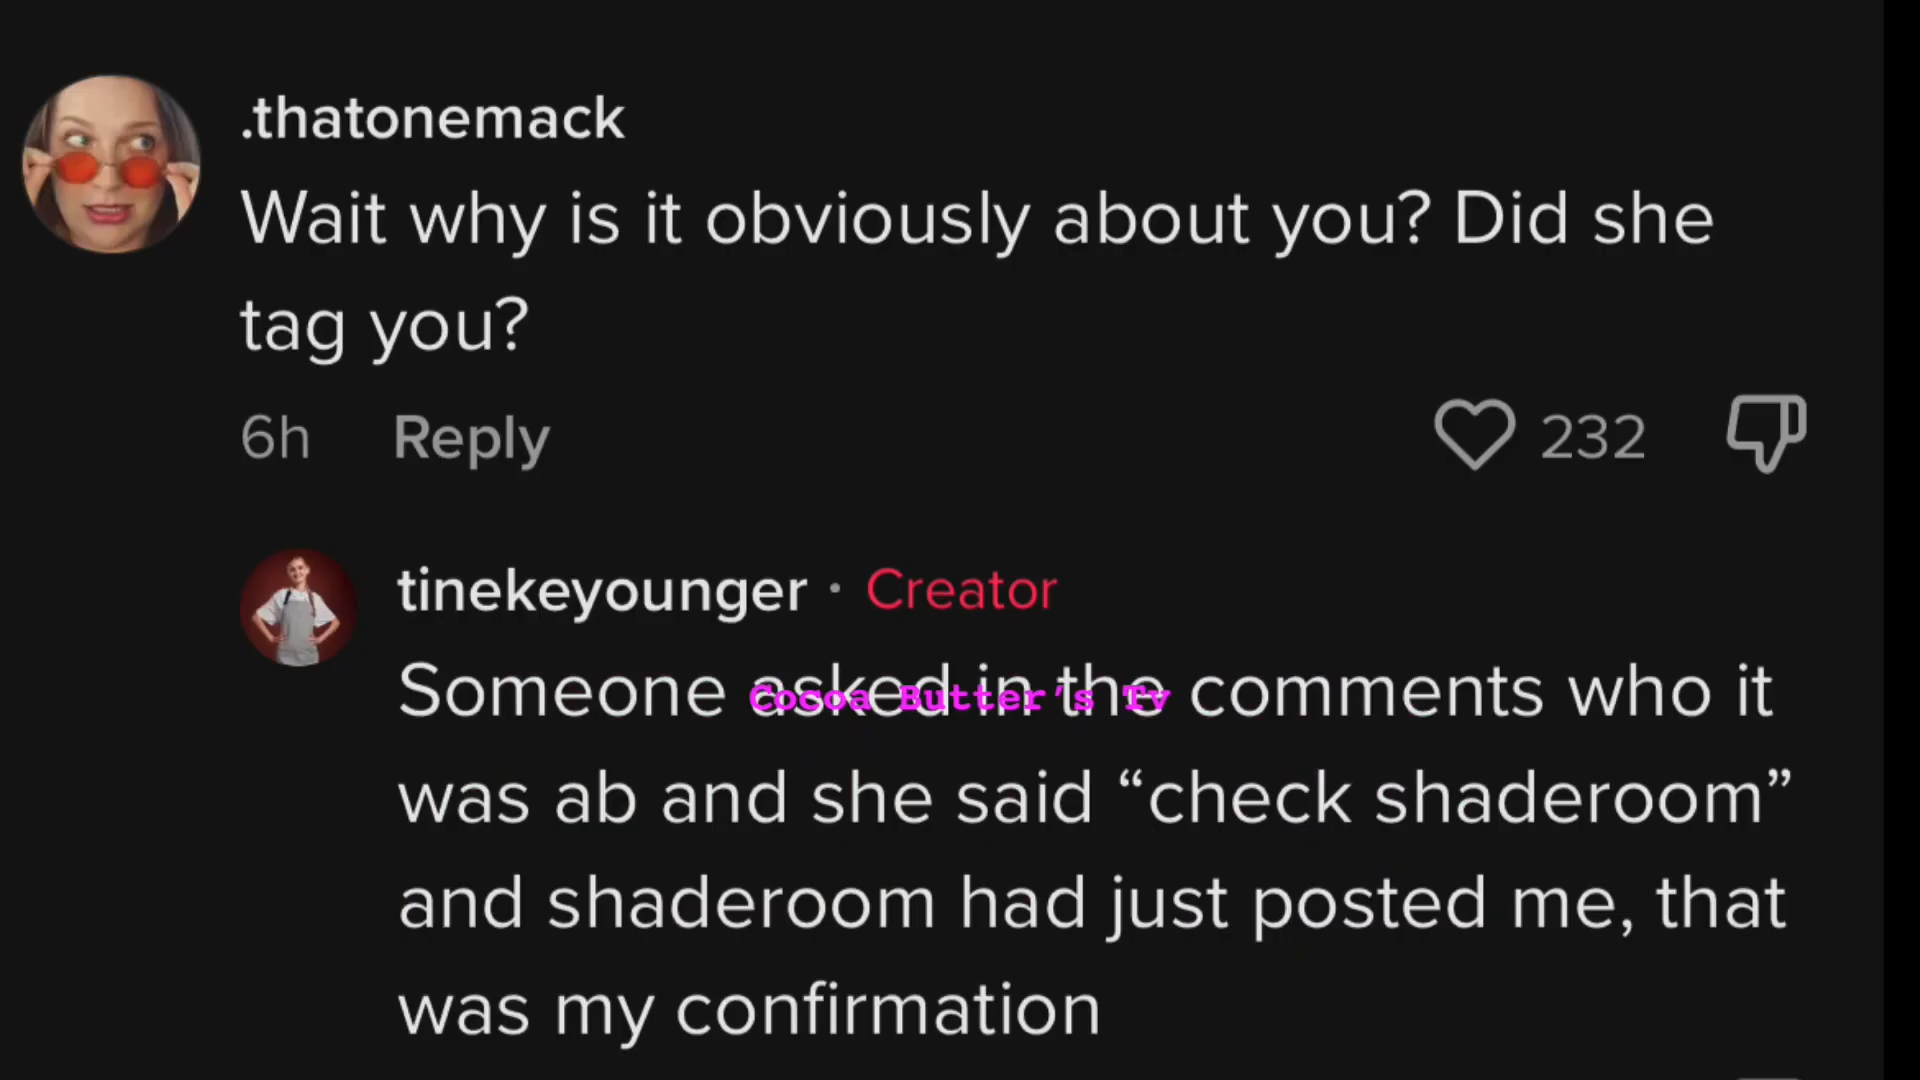 .thatonemack
Wait why is it obviously about you? Did she
tag you?
6h Reply 232
tinekeyounger · Creator
Someone asked in the comments who it
Cocoa Butter's Tv
was ab and she said “check shaderoom”
and shaderoom had just posted me, that
was my confirmation